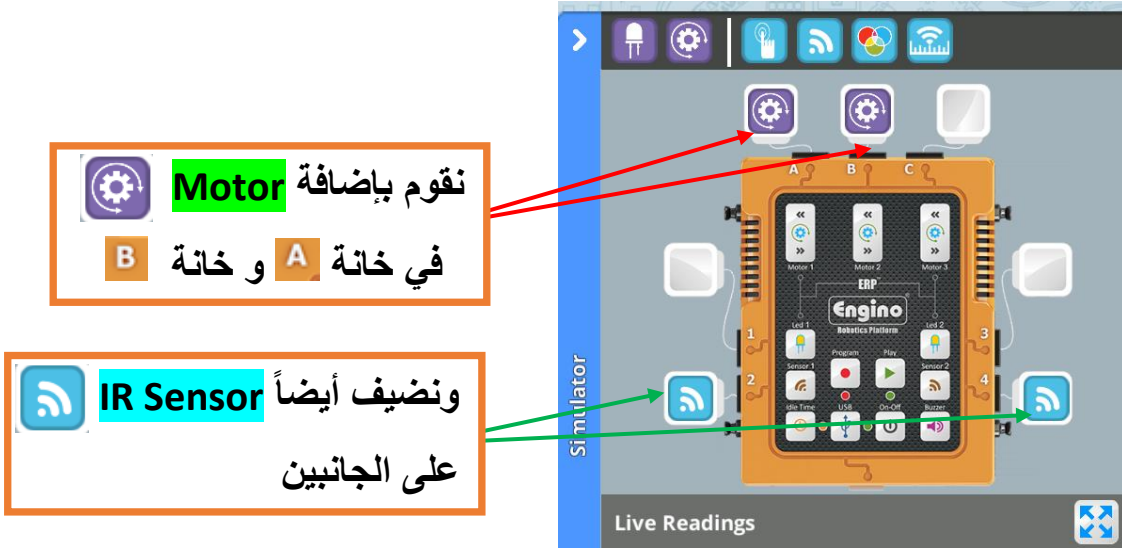 نقوم بإضافة Motor
في خانة A و خانة B
ونضيف أيضاً IR Sensor
على الجانبين
Simulator
A B C
Motor 1 Motor 2 Motor 3
ERP
Engino
Robotics Platform
Led 1 Led 2
1 3
Program Play
Sensor 1 Sensor 2
2 4
Idle Time USB On-Off Buzzer
Live Readings